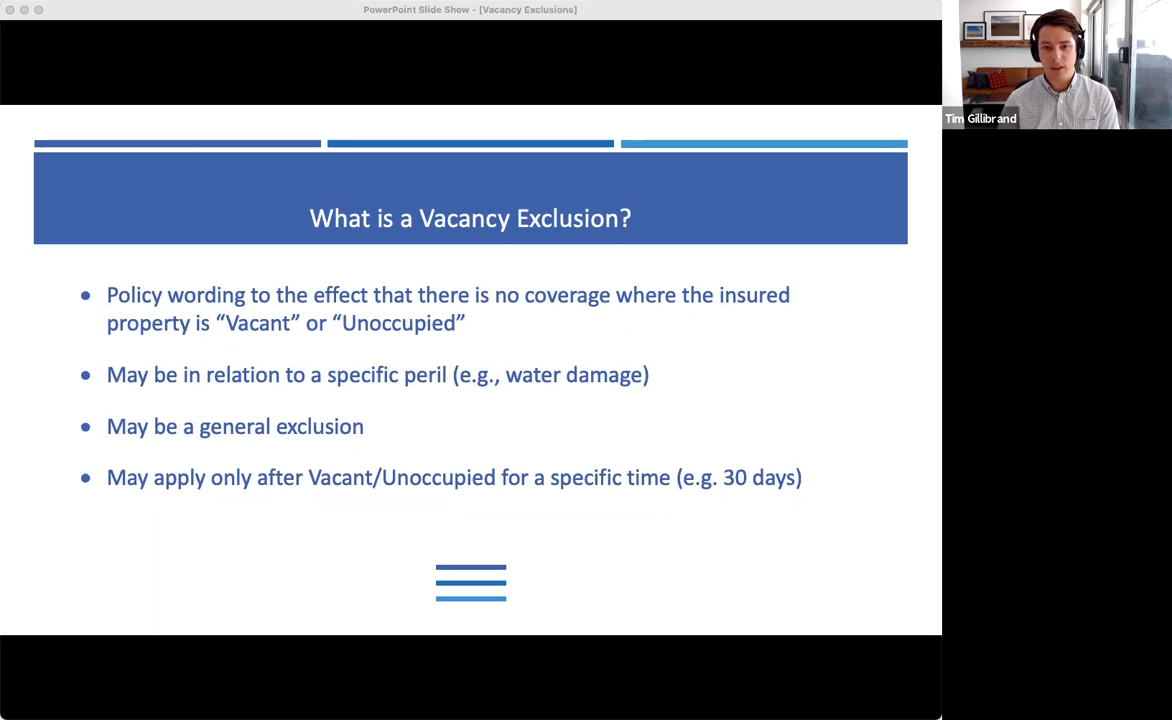 PowerPoint Slide Show - [Vacancy Exclusions]
Tim Gillibrand
What is a Vacancy Exclusion?
• Policy wording to the effect that there is no coverage where the insured
property is “Vacant” or “Unoccupied”
• May be in relation to a specific peril (e.g., water damage)
• May be a general exclusion
• May apply only after Vacant/Unoccupied for a specific time (e.g. 30 days)